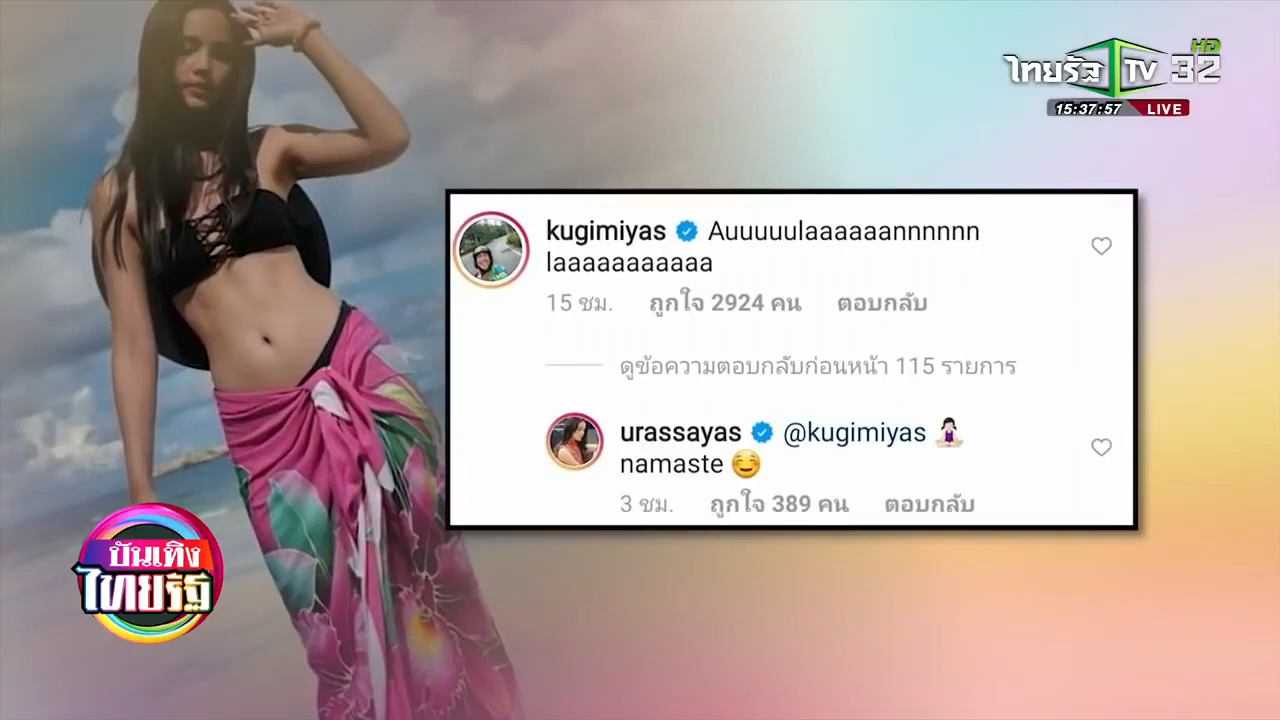 ไทยรัฐ TV 32 HD
15:37:57 LIVE
kugimiyas Auuuuulaaaaaannnnnn
laaaaaaaaaaa
15 ชม. ถูกใจ 2924 คน ตอบกลับ
ดูข้อความตอบกลับก่อนหน้า 115 รายการ
urassayas @kugimiyas
namaste
3 ชม. ถูกใจ 389 คน ตอบกลับ
บันเทิง
ไทยรัฐ